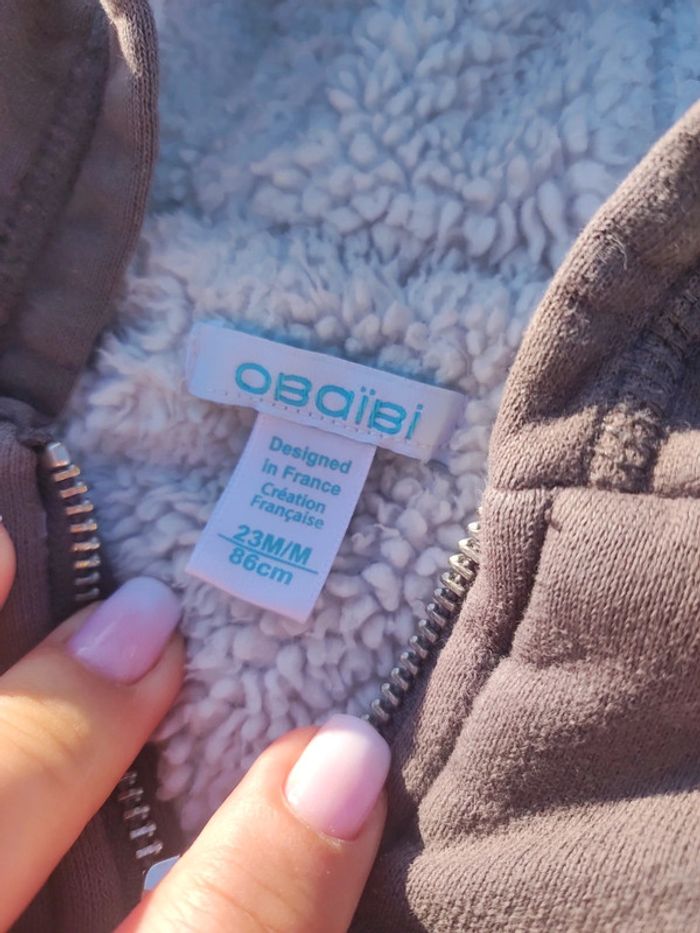 OBaïBi
Designed
in France
Création
Française
23M/M
86cm